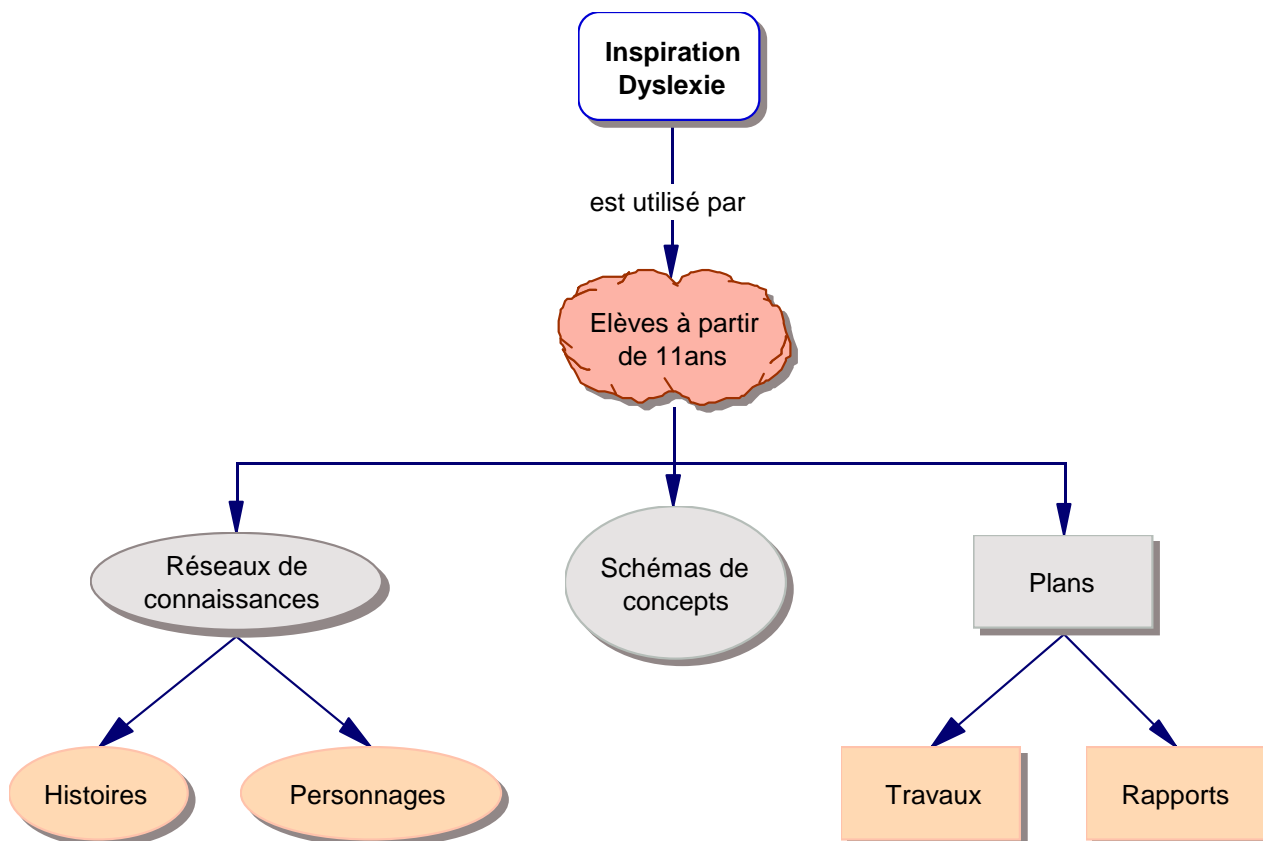 Inspiration
Dyslexie
est utilisé par
Elèves à partir
de 11ans
Réseaux de
connaissances
Schémas de
concepts
Plans
Histoires
Personnages
Travaux
Rapports